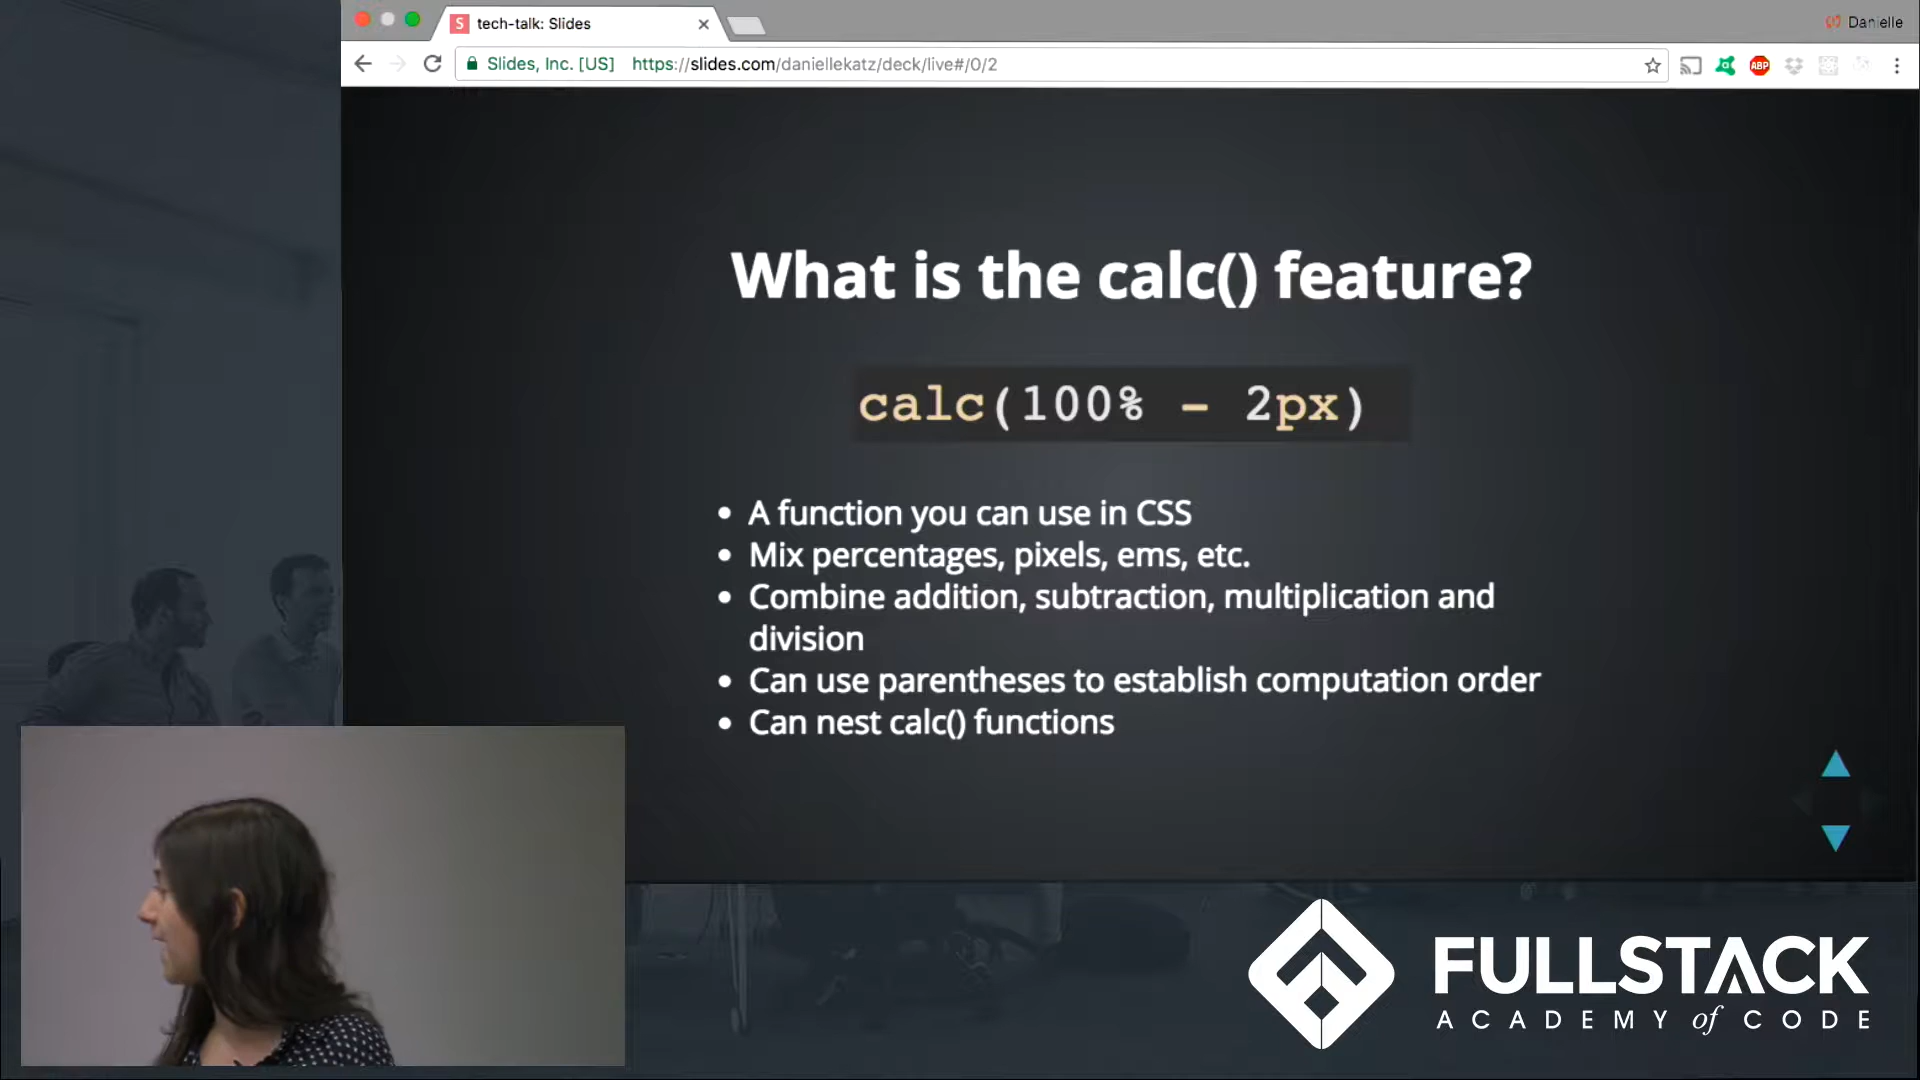 S tech-talk: Slides
Danielle
Slides, Inc. [US] https://slides.com/daniellekatz/deck/live#/0/2
ABP
What is the calc() feature?
calc(100% - 2px)
• A function you can use in CSS
• Mix percentages, pixels, ems, etc.
• Combine addition, subtraction, multiplication and
division
• Can use parentheses to establish computation order
• Can nest calc() functions
FULLSTACK
ACADEMY of CODE